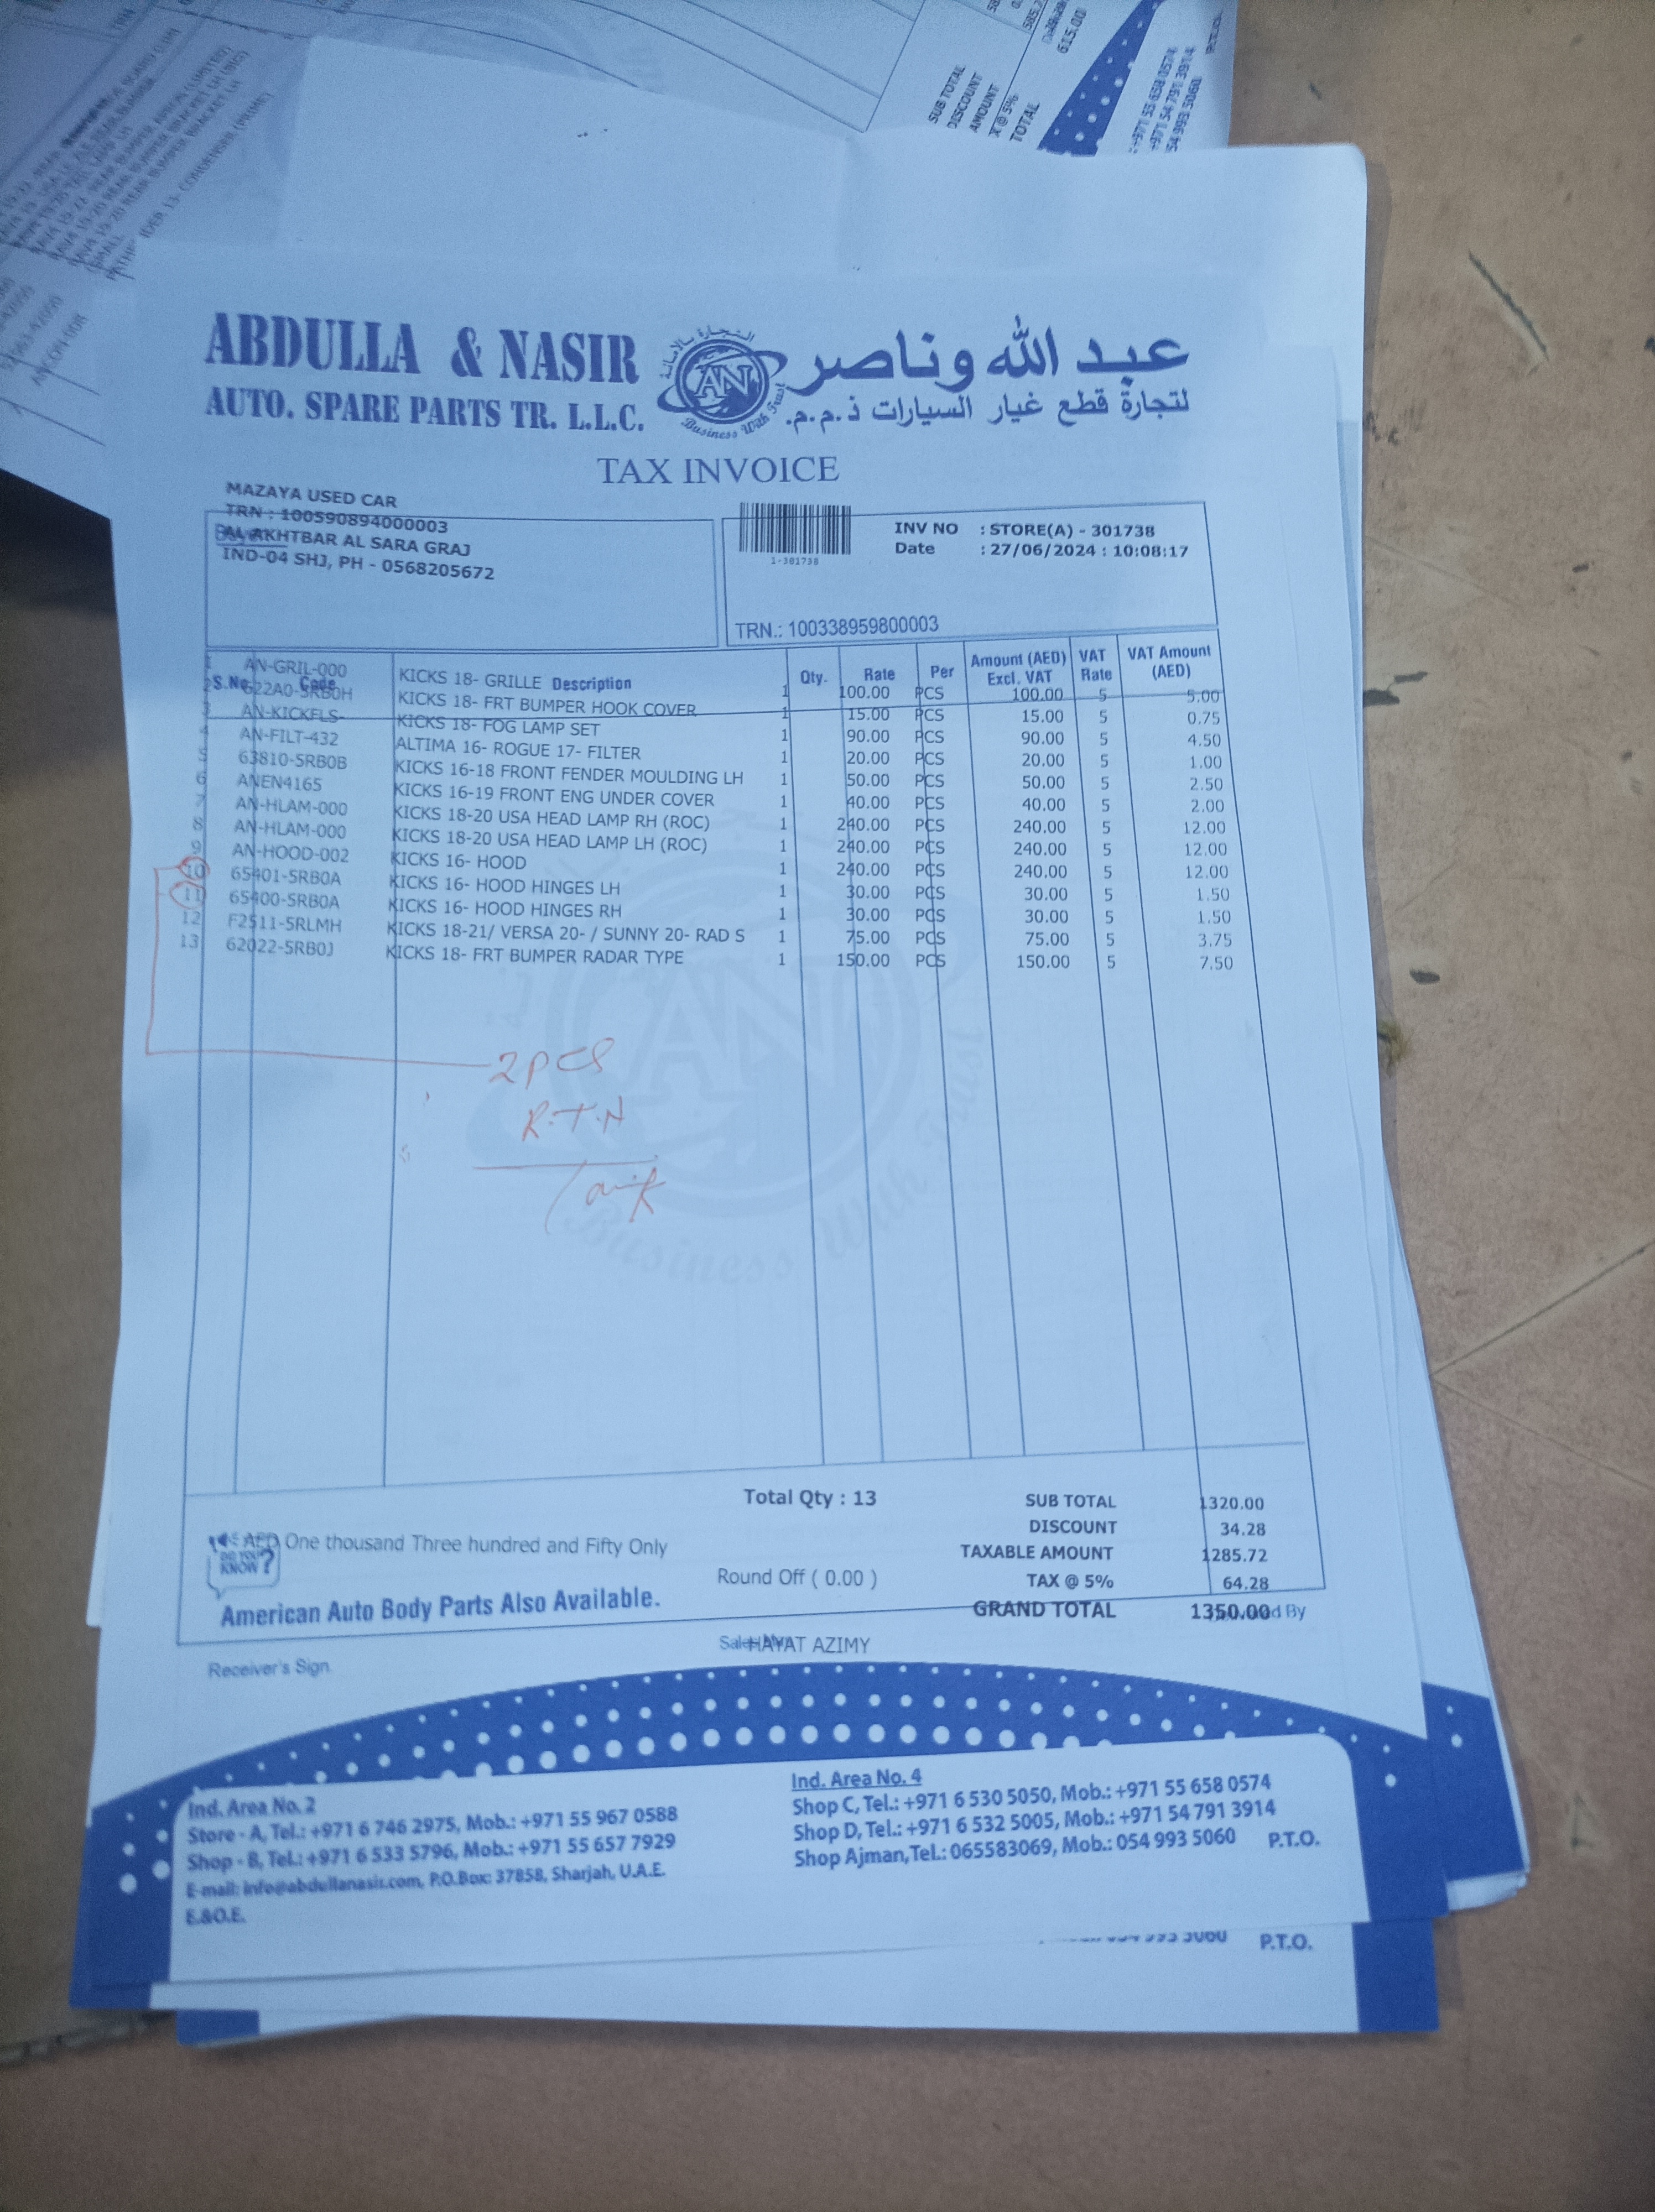 SUB TOTAL
DISCOUNT
AMOUNT
X @ 5%
TOTAL
615.00
ABDULLA & NASIR
AUTO. SPARE PARTS TR. L.L.C.
AN
Business With Trust
عبد الله وناصر
لتجارة قطع غيار السيارات ذ.م.م.
TAX INVOICE
MAZAYA USED CAR
TRN : 100590894000003
AL AKHTBAR AL SARA GRAJ
IND-04 SHJ, PH - 0568205672
1-301738
INV NO : STORE(A) - 301738
Date : 27/06/2024 : 10:08:17
TRN.: 100338959800003
S.No. Code Description Qty. Rate Per Amount (AED) Excl. VAT VAT Rate VAT Amount (AED)
1 AN-GRIL-000 KICKS 18- GRILLE 1 100.00 PCS 100.00 5 5.00
2 622A0-5RB0H KICKS 18- FRT BUMPER HOOK COVER 1 15.00 PCS 15.00 5 0.75
3 AN-KICKFLS- KICKS 18- FOG LAMP SET 1 90.00 PCS 90.00 5 4.50
4 AN-FILT-432 ALTIMA 16- ROGUE 17- FILTER 1 20.00 PCS 20.00 5 1.00
5 63810-5RB0B KICKS 16-18 FRONT FENDER MOULDING LH 1 50.00 PCS 50.00 5 2.50
6 ANEN416S KICKS 16-19 FRONT ENG UNDER COVER 1 40.00 PCS 40.00 5 2.00
7 AN-HLAM-000 KICKS 18-20 USA HEAD LAMP RH (ROC) 1 240.00 PCS 240.00 5 12.00
8 AN-HLAM-000 KICKS 18-20 USA HEAD LAMP LH (ROC) 1 240.00 PCS 240.00 5 12.00
9 AN-HOOD-002 KICKS 16- HOOD 1 240.00 PCS 240.00 5 12.00
10 65401-5RB0A KICKS 16- HOOD HINGES LH 1 30.00 PCS 30.00 5 1.50
11 65400-5RB0A KICKS 16- HOOD HINGES RH 1 30.00 PCS 30.00 5 1.50
12 F2511-5RLMH KICKS 18-21/ VERSA 20- / SUNNY 20- RAD S 1 75.00 PCS 75.00 5 3.75
13 62022-5RB0J KICKS 18- FRT BUMPER RADAR TYPE 1 150.00 PCS 150.00 5 7.50
2 PCS
R.T.N
Total Qty : 13
SUB TOTAL 1320.00
DISCOUNT 34.28
TAXABLE AMOUNT 1285.72
TAX @ 5% 64.28
GRAND TOTAL 1350.00
AED One thousand Three hundred and Fifty Only
DID YOU KNOW?
Round Off ( 0.00 )
American Auto Body Parts Also Available.
HAYAT AZIMY
Receiver's Sign
Ind. Area No. 2
Store - A, Tel.: +971 6 746 2975, Mob.: +971 55 967 0588
Shop - B, Tel.: +971 6 533 5796, Mob.: +971 55 657 7929
E-mail: info@abdullanasir.com, P.O.Box: 37858, Sharjah, U.A.E.
E.&O.E.
Ind. Area No. 4
Shop C, Tel.: +971 6 530 5050, Mob.: +971 55 658 0574
Shop D, Tel.: +971 6 532 5005, Mob.: +971 54 791 3914
Shop Ajman, Tel.: 065583069, Mob.: 054 993 5060
P.T.O.
P.T.O.